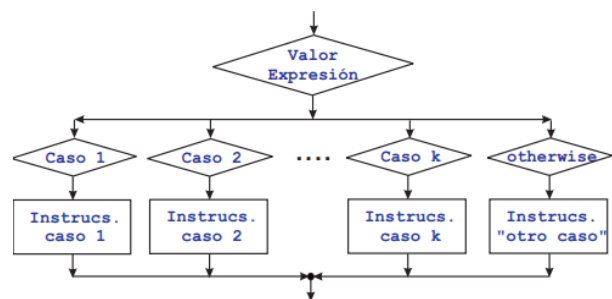 Valor
Expresión
Caso 1
Caso 2
....
Caso k
otherwise
Instrucs.
caso 1
Instrucs.
caso 2
Instrucs.
caso k
Instrucs.
"otro caso"